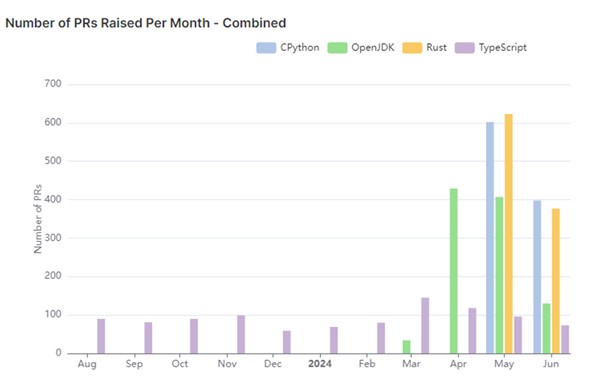 Number of PRs Raised Per Month - Combined
CPython OpenJDK Rust TypeScript
700
600
500
400
300
200
100
0
Number of PRs
Aug Sep Oct Nov Dec 2024 Feb Mar Apr May Jun